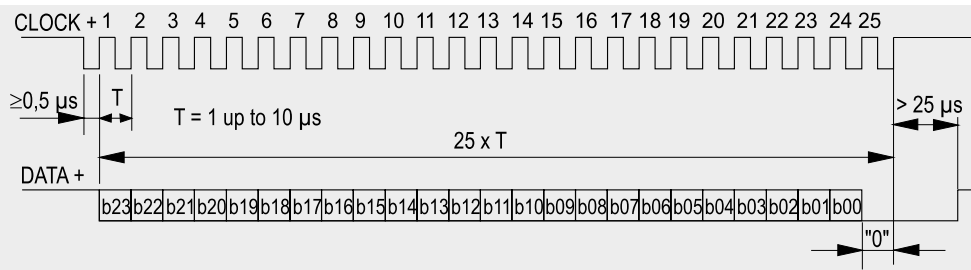 CLOCK + 1 2 3 4 5 6 7 8 9 10 11 12 13 14 15 16 17 18 19 20 21 22 23 24 25
≥0,5 µs T > 25 µs
T = 1 up to 10 µs
25 x T
DATA +
b23 b22 b21 b20 b19 b18 b17 b16 b15 b14 b13 b12 b11 b10 b09 b08 b07 b06 b05 b04 b03 b02 b01 b00
"0"